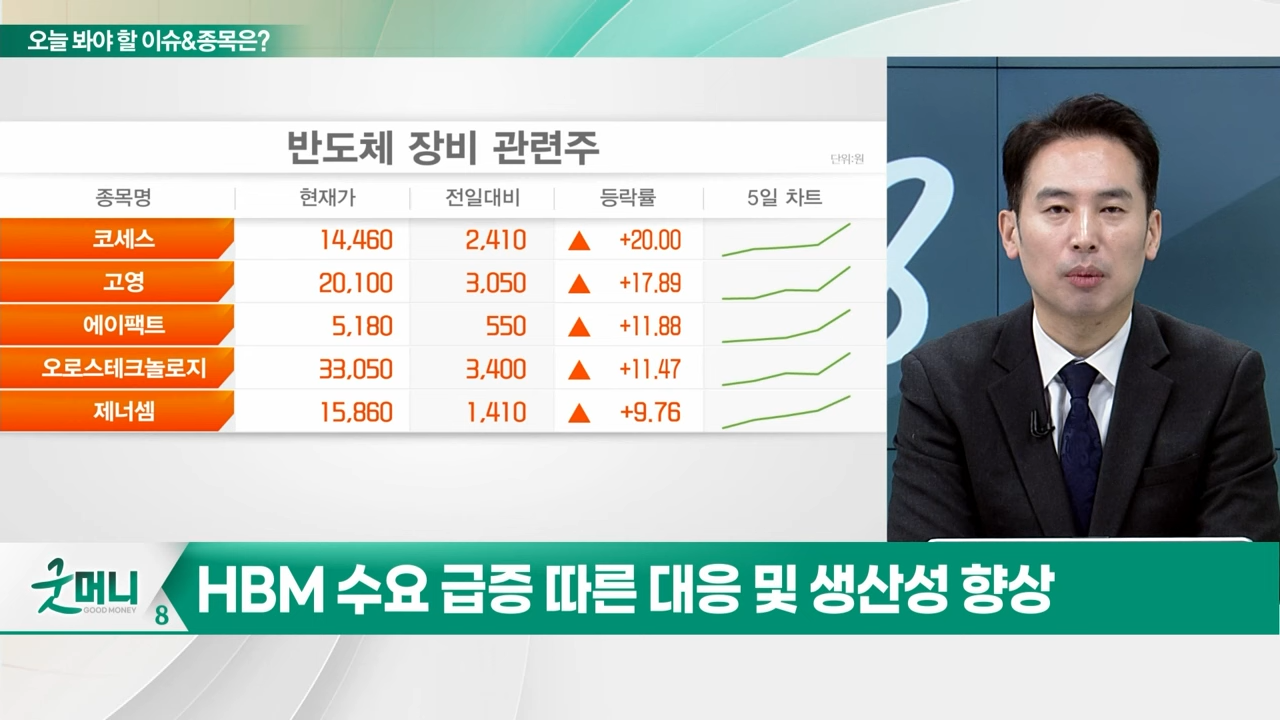 오늘 봐야 할 이슈&종목은?
반도체 장비 관련주
단위:원
종목명 현재가 전일대비 등락률 5일 차트
코세스 14,460 2,410 ▲ +20.00
고영 20,100 3,050 ▲ +17.89
에이팩트 5,180 550 ▲ +11.88
오로스테크놀로지 33,050 3,400 ▲ +11.47
제너셈 15,860 1,410 ▲ +9.76
굿머니 GOOD MONEY 8
HBM 수요 급증 따른 대응 및 생산성 향상